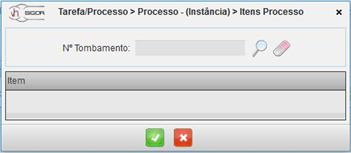 SIGOR Tarefa/Processo > Processo - (Instância) > Itens Processo x
Nº Tombamento:
Item